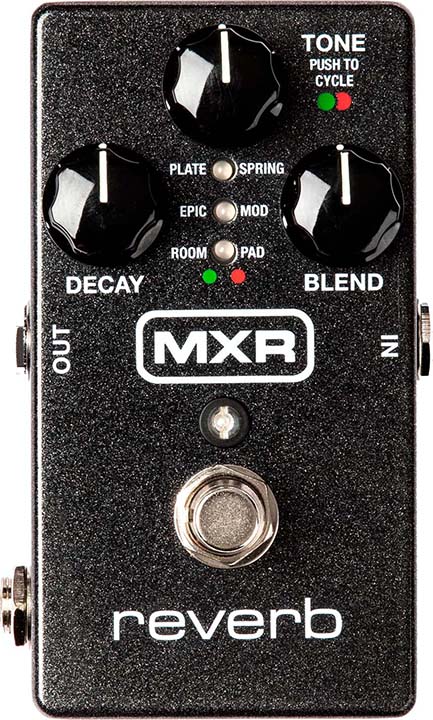 TONE
PUSH TO
CYCLE
PLATE SPRING
EPIC MOD
ROOM PAD
DECAY
BLEND
OUT
IN
MXR
reverb